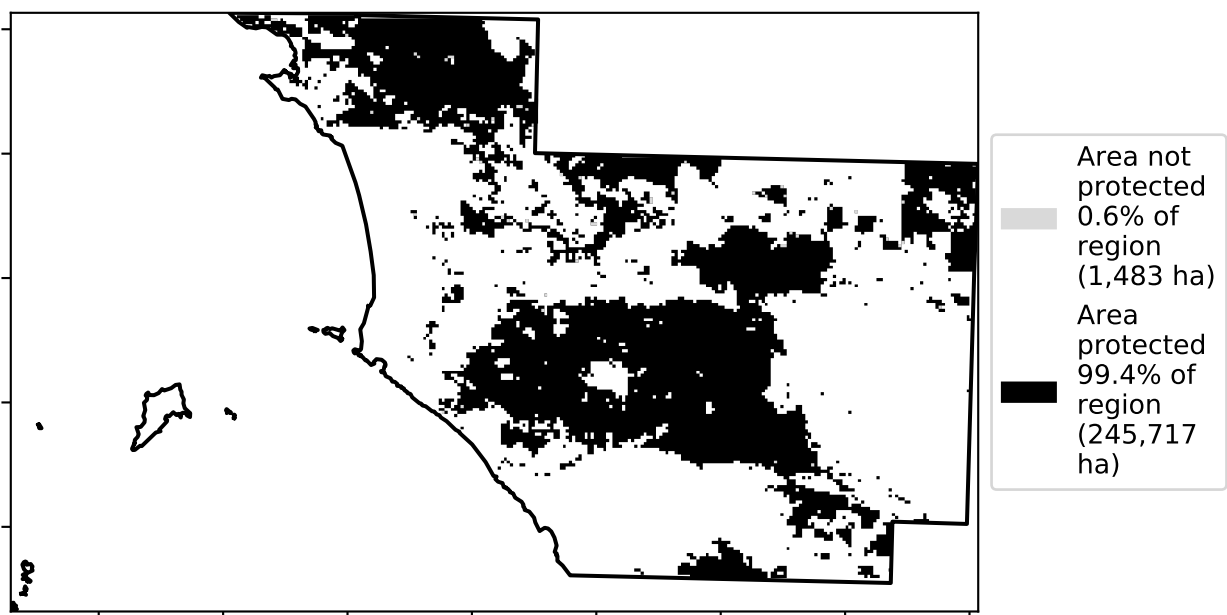 Area not
protected
0.6% of
region
(1,483 ha)
Area
protected
99.4% of
region
(245,717
ha)